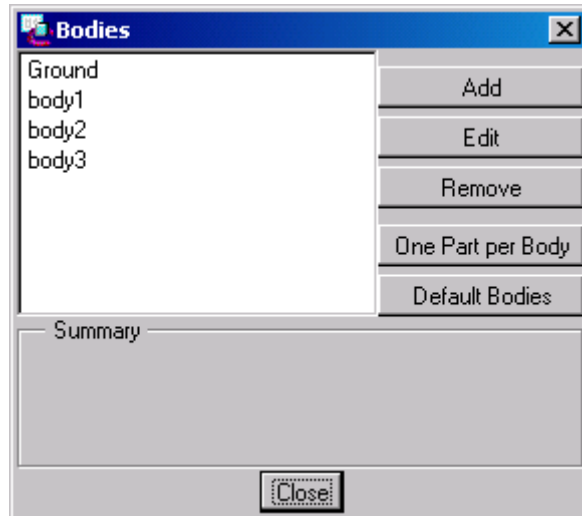 Bodies
Ground
body1
body2
body3
Add
Edit
Remove
One Part per Body
Default Bodies
Summary
Close